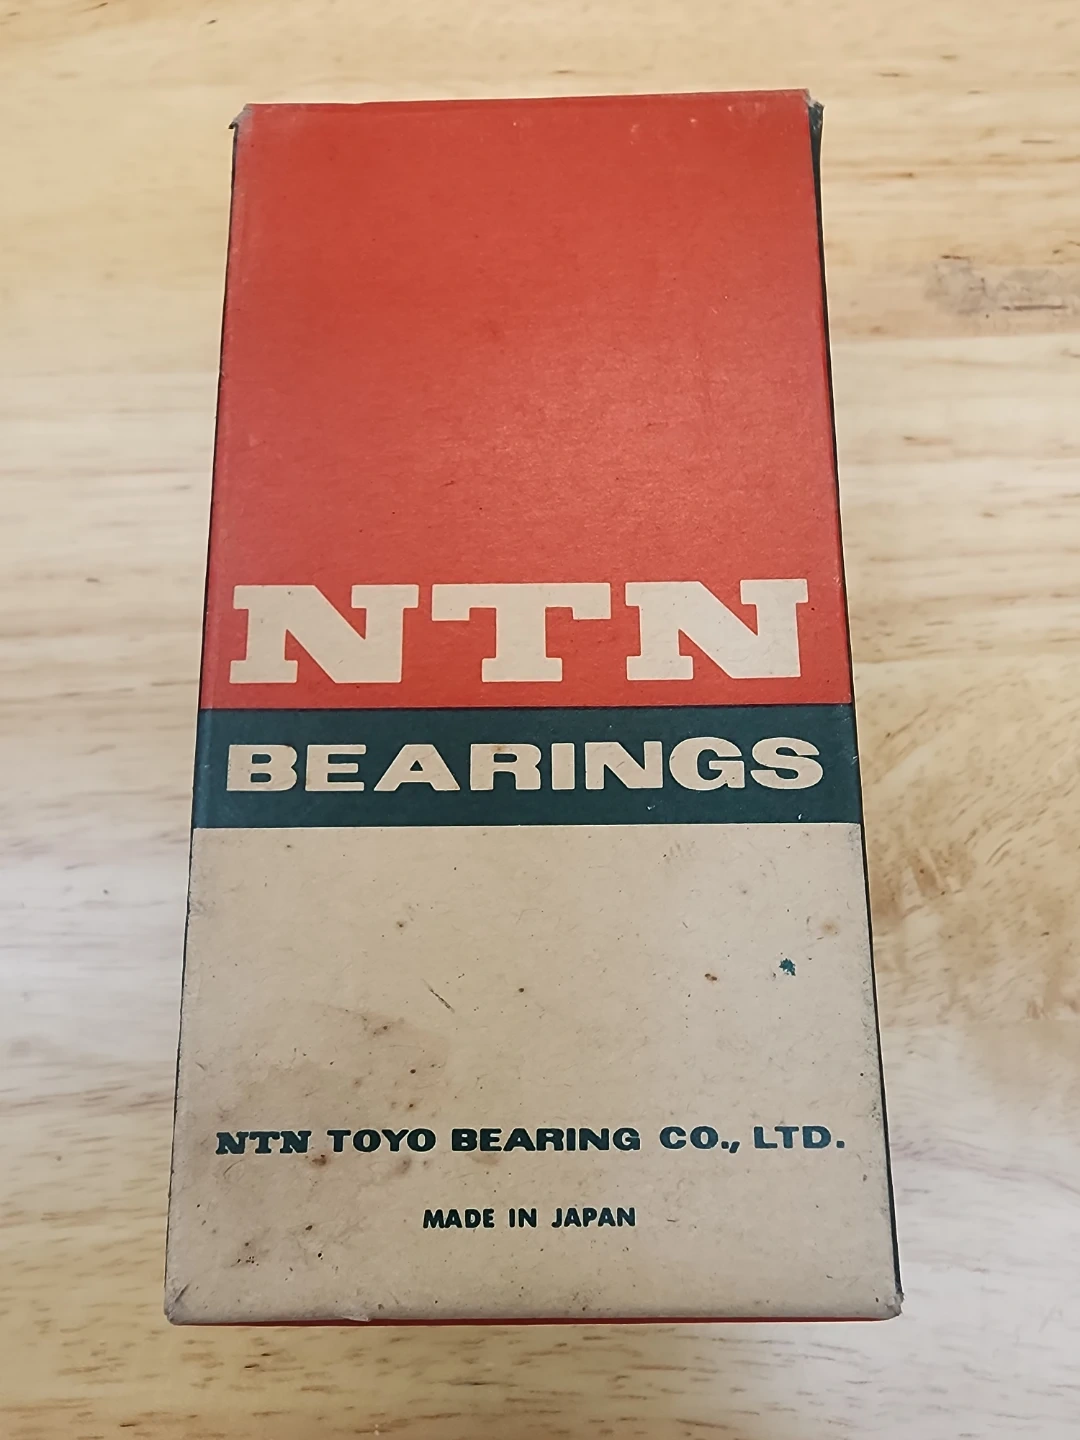 NTN
BEARINGS
NTN TOYO BEARING CO., LTD.
MADE IN JAPAN